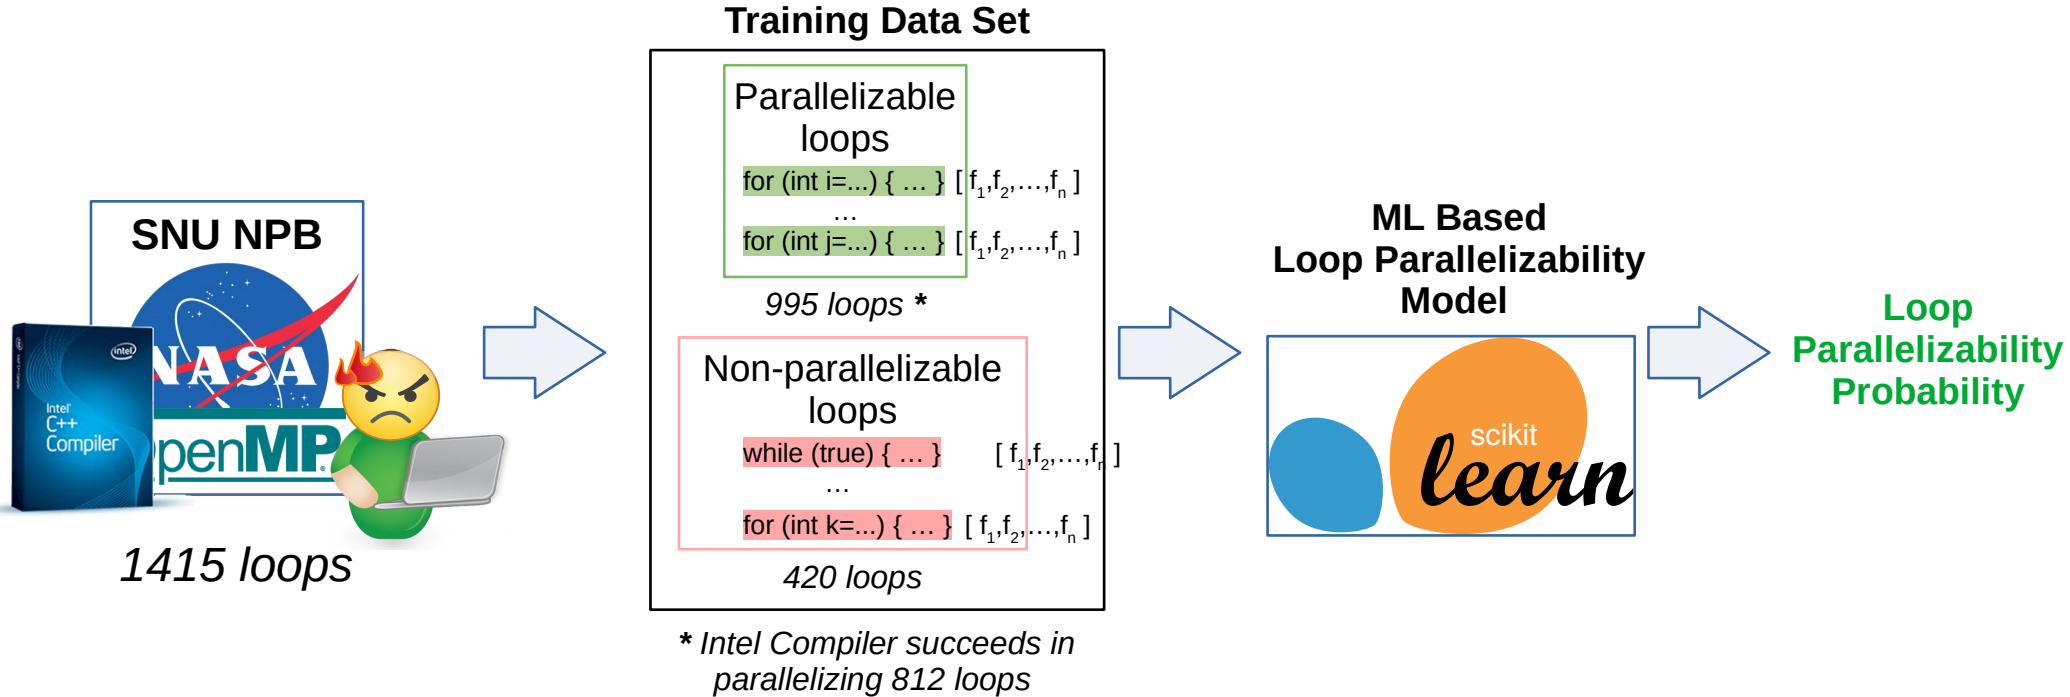 Training Data Set
Parallelizable
loops
for (int i=...) { … } [ f1,f2,…,fn ]
…
for (int j=...) { … } [ f1,f2,…,fn ]
995 loops *
Non-parallelizable
loops
while (true) { … } [ f1,f2,…,fn ]
…
for (int k=...) { … } [ f1,f2,…,fn ]
420 loops
* Intel Compiler succeeds in
parallelizing 812 loops
SNU NPB
NASA
OpenMP
intel
Intel
C++
Compiler
1415 loops
ML Based
Loop Parallelizability
Model
scikit
learn
Loop
Parallelizability
Probability